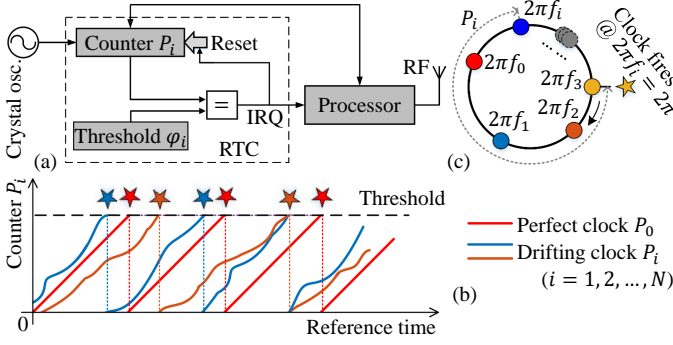 Crystal osc.
Counter P_i
Reset
=
IRQ
Threshold φ_i
RTC
Processor
RF
(a)
P_i
2πf_i
......
2πf_0
2πf_3
2πf_2
2πf_1
Clock fires
@ 2πf_i = 2π
(c)
Counter P_i
Threshold
0
Reference time
Perfect clock P_0
Drifting clock P_i
(i = 1,2, ..., N)
(b)